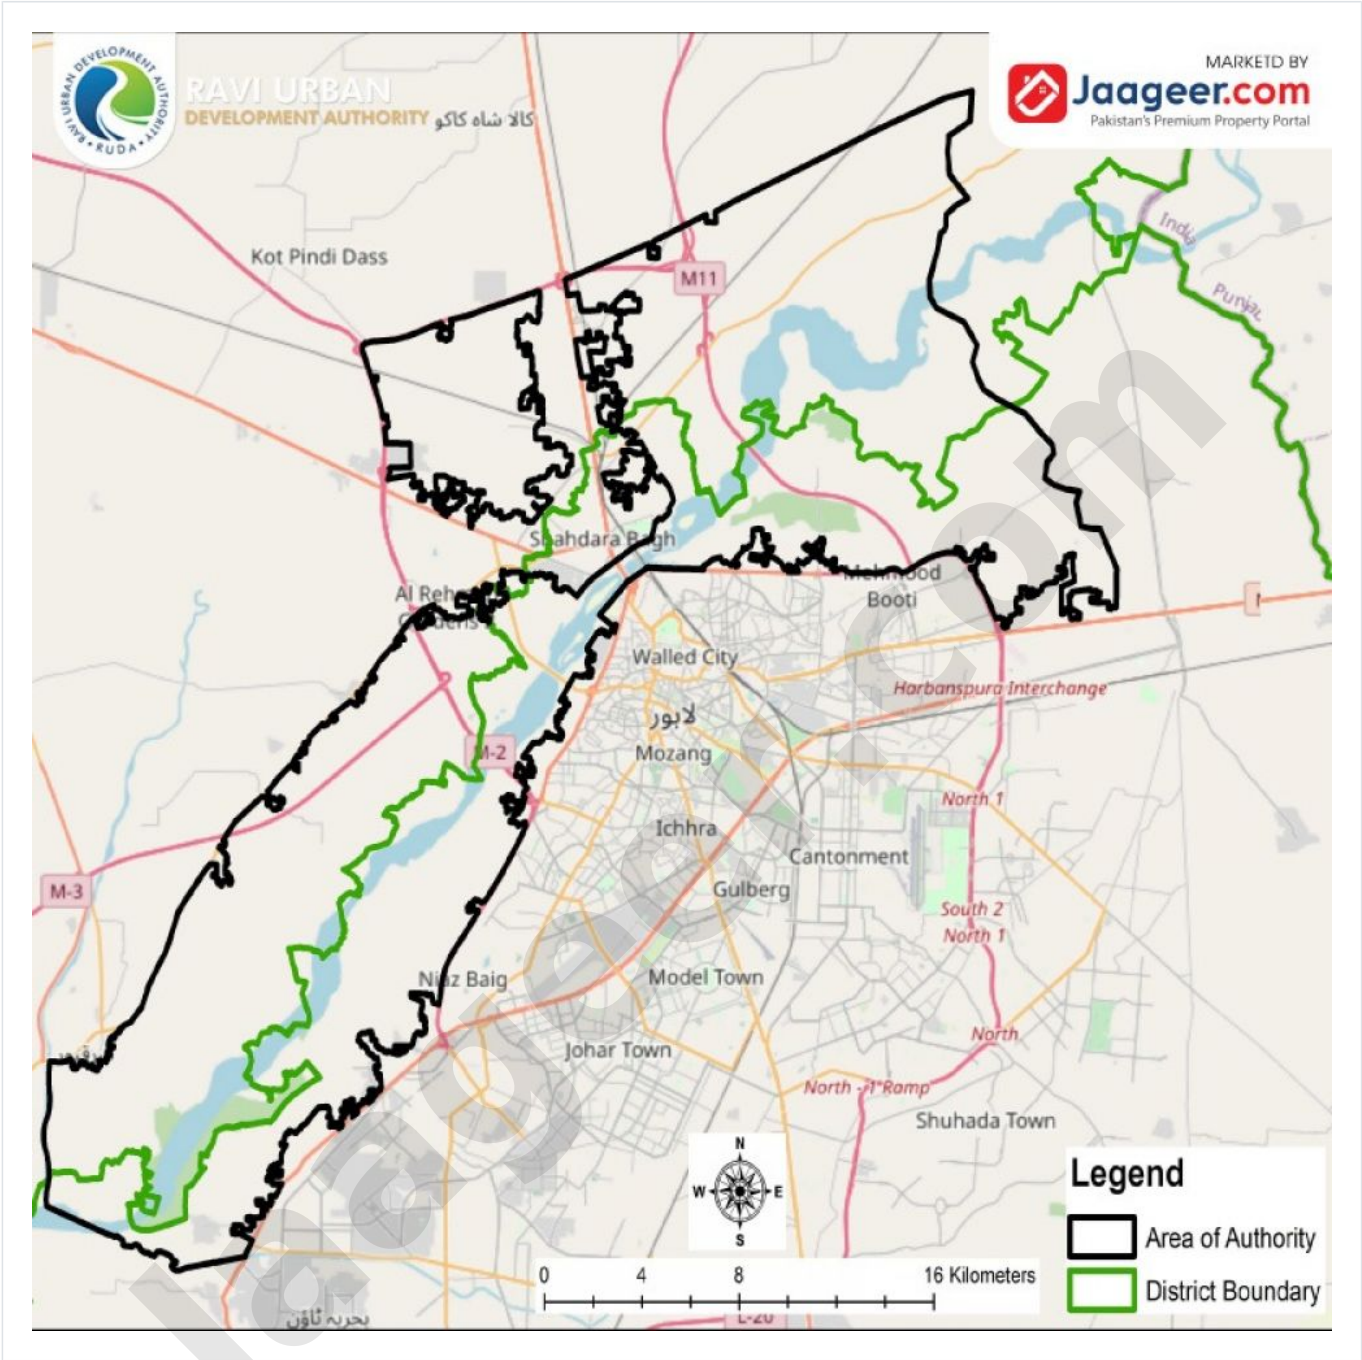 RAVI URBAN DEVELOPMENT AUTHORITY
• RUDA •
RAVI URBAN
DEVELOPMENT AUTHORITY
کالا شاہ کاکو
MARKETD BY
Jaageer.com
Pakistan's Premium Property Portal
India
Kot Pindi Dass
M11
Shahdara Bagh
Mehmood
Booti
Walled City
Harbanspura Interchange
لاہور
M-2
Mozang
North 1
Ichhra
Cantonment
M-3
Gulberg
South 2
North 1
Niaz Baig
Model Town
North
Johar Town
North - 1 Ramp
Shuhada Town
N
W E
S
Legend
Area of Authority
District Boundary
0 4 8 16 Kilometers
بحریہ ٹاؤن
L-20
Jaageer.com